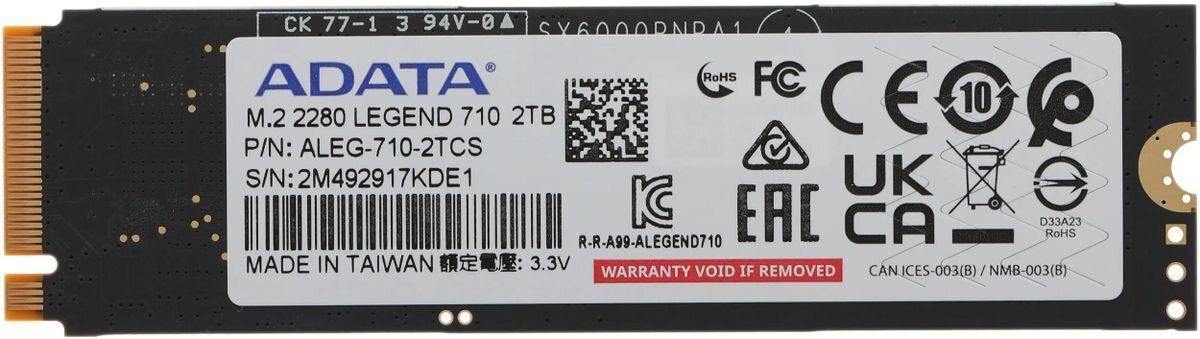 CK 77-1 3 94V-0
SX6000PNPA1
ADATA®
M.2 2280 LEGEND 710 2TB
P/N: ALEG-710-2TCS
S/N: 2M492917KDE1
MADE IN TAIWAN 額定電壓: 3.3V
RoHS
FC
CE
10
EAC
UK
CA
D33A23
RoHS
R-R-A99-ALEGEND710
WARRANTY VOID IF REMOVED
CAN ICES-003(B) / NMB-003(B)